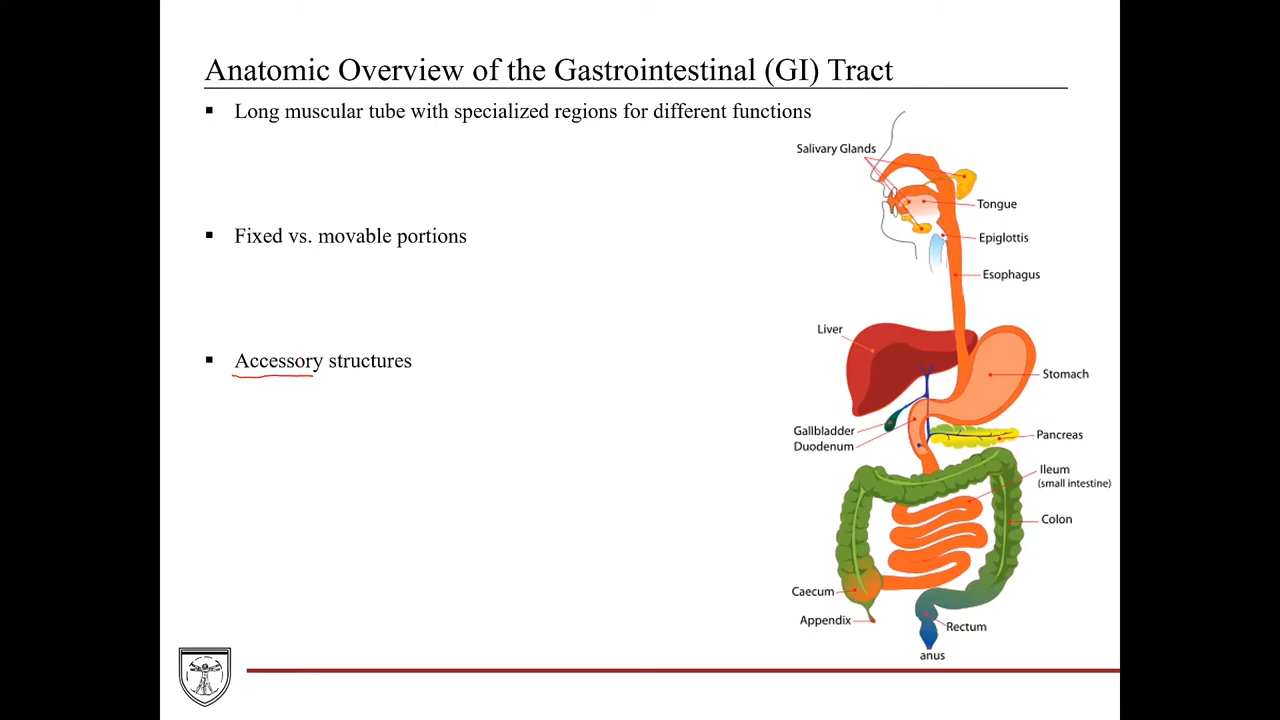 Anatomic Overview of the Gastrointestinal (GI) Tract
▪ Long muscular tube with specialized regions for different functions
▪ Fixed vs. movable portions
▪ Accessory structures
Salivary Glands
Tongue
Epiglottis
Esophagus
Liver
Stomach
Gallbladder
Duodenum
Pancreas
Ileum
(small intestine)
Colon
Caecum
Appendix
Rectum
anus